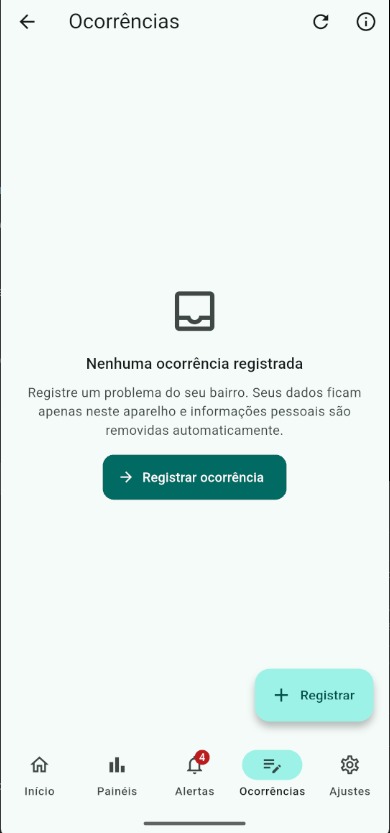 Ocorrências
Nenhuma ocorrência registrada
Registre um problema do seu bairro. Seus dados ficam
apenas neste aparelho e informações pessoais são
removidas automaticamente.
Registrar ocorrência
Registrar
4
Início
Painéis
Alertas
Ocorrências
Ajustes